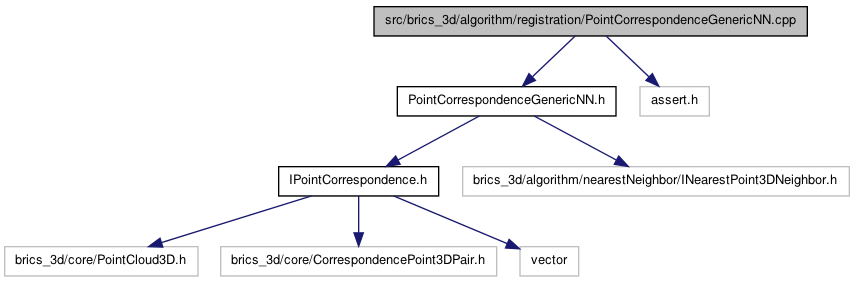 src/brics_3d/algorithm/registration/PointCorrespondenceGenericNN.cpp
PointCorrespondenceGenericNN.h
assert.h
IPointCorrespondence.h
brics_3d/algorithm/nearestNeighbor/INearestPoint3DNeighbor.h
brics_3d/core/PointCloud3D.h
brics_3d/core/CorrespondencePoint3DPair.h
vector